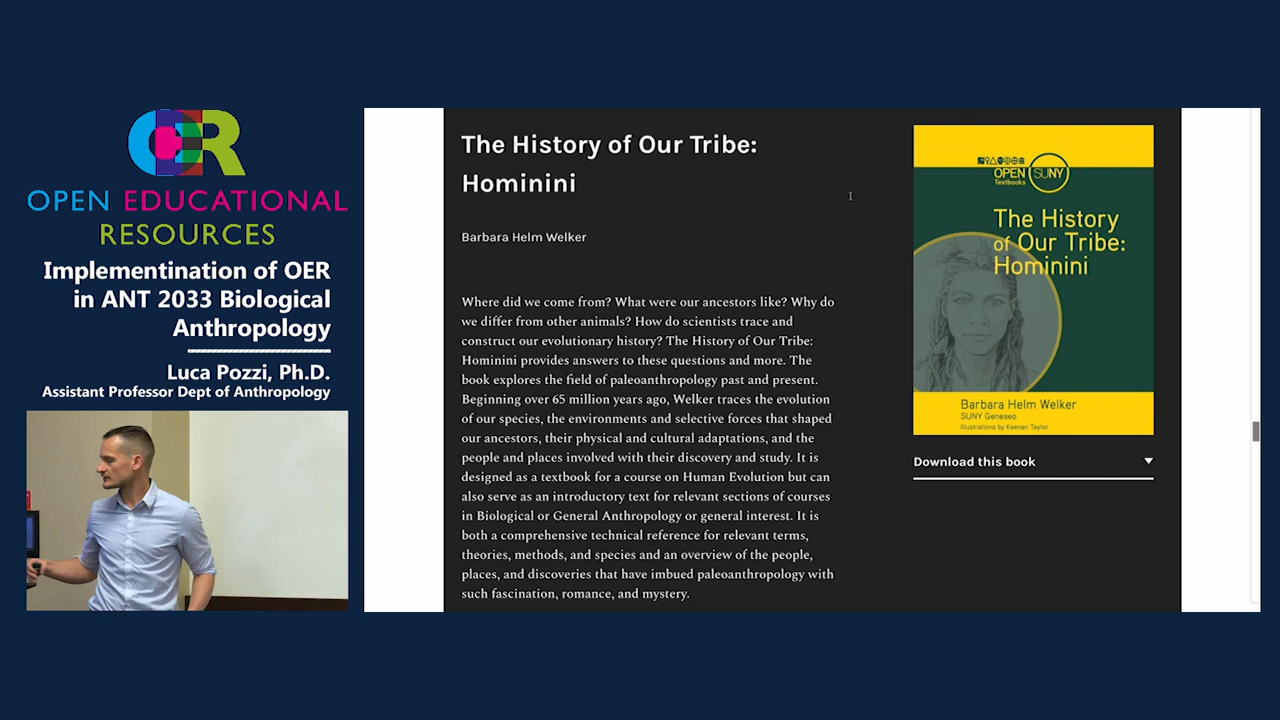 OER
OPEN EDUCATIONAL
RESOURCES
Implementination of OER
in ANT 2033 Biological
Anthropology
Luca Pozzi, Ph.D.
Assistant Professor Dept of Anthropology
The History of Our Tribe:
Hominini
Barbara Helm Welker
Where did we come from? What were our ancestors like? Why do
we differ from other animals? How do scientists trace and
construct our evolutionary history? The History of Our Tribe:
Hominini provides answers to these questions and more. The
book explores the field of paleoanthropology past and present.
Beginning over 65 million years ago, Welker traces the evolution
of our species, the environments and selective forces that shaped
our ancestors, their physical and cultural adaptations, and the
people and places involved with their discovery and study. It is
designed as a textbook for a course on Human Evolution but can
also serve as an introductory text for relevant sections of courses
in Biological or General Anthropology or general interest. It is
both a comprehensive technical reference for relevant terms,
theories, methods, and species and an overview of the people,
places, and discoveries that have imbued paleoanthropology with
such fascination, romance, and mystery.
OPEN SUNY
Textbooks
The History
of Our Tribe:
Hominini
Barbara Helm Welker
SUNY Geneseo
Illustrations by Keenan Taylor
Download this book